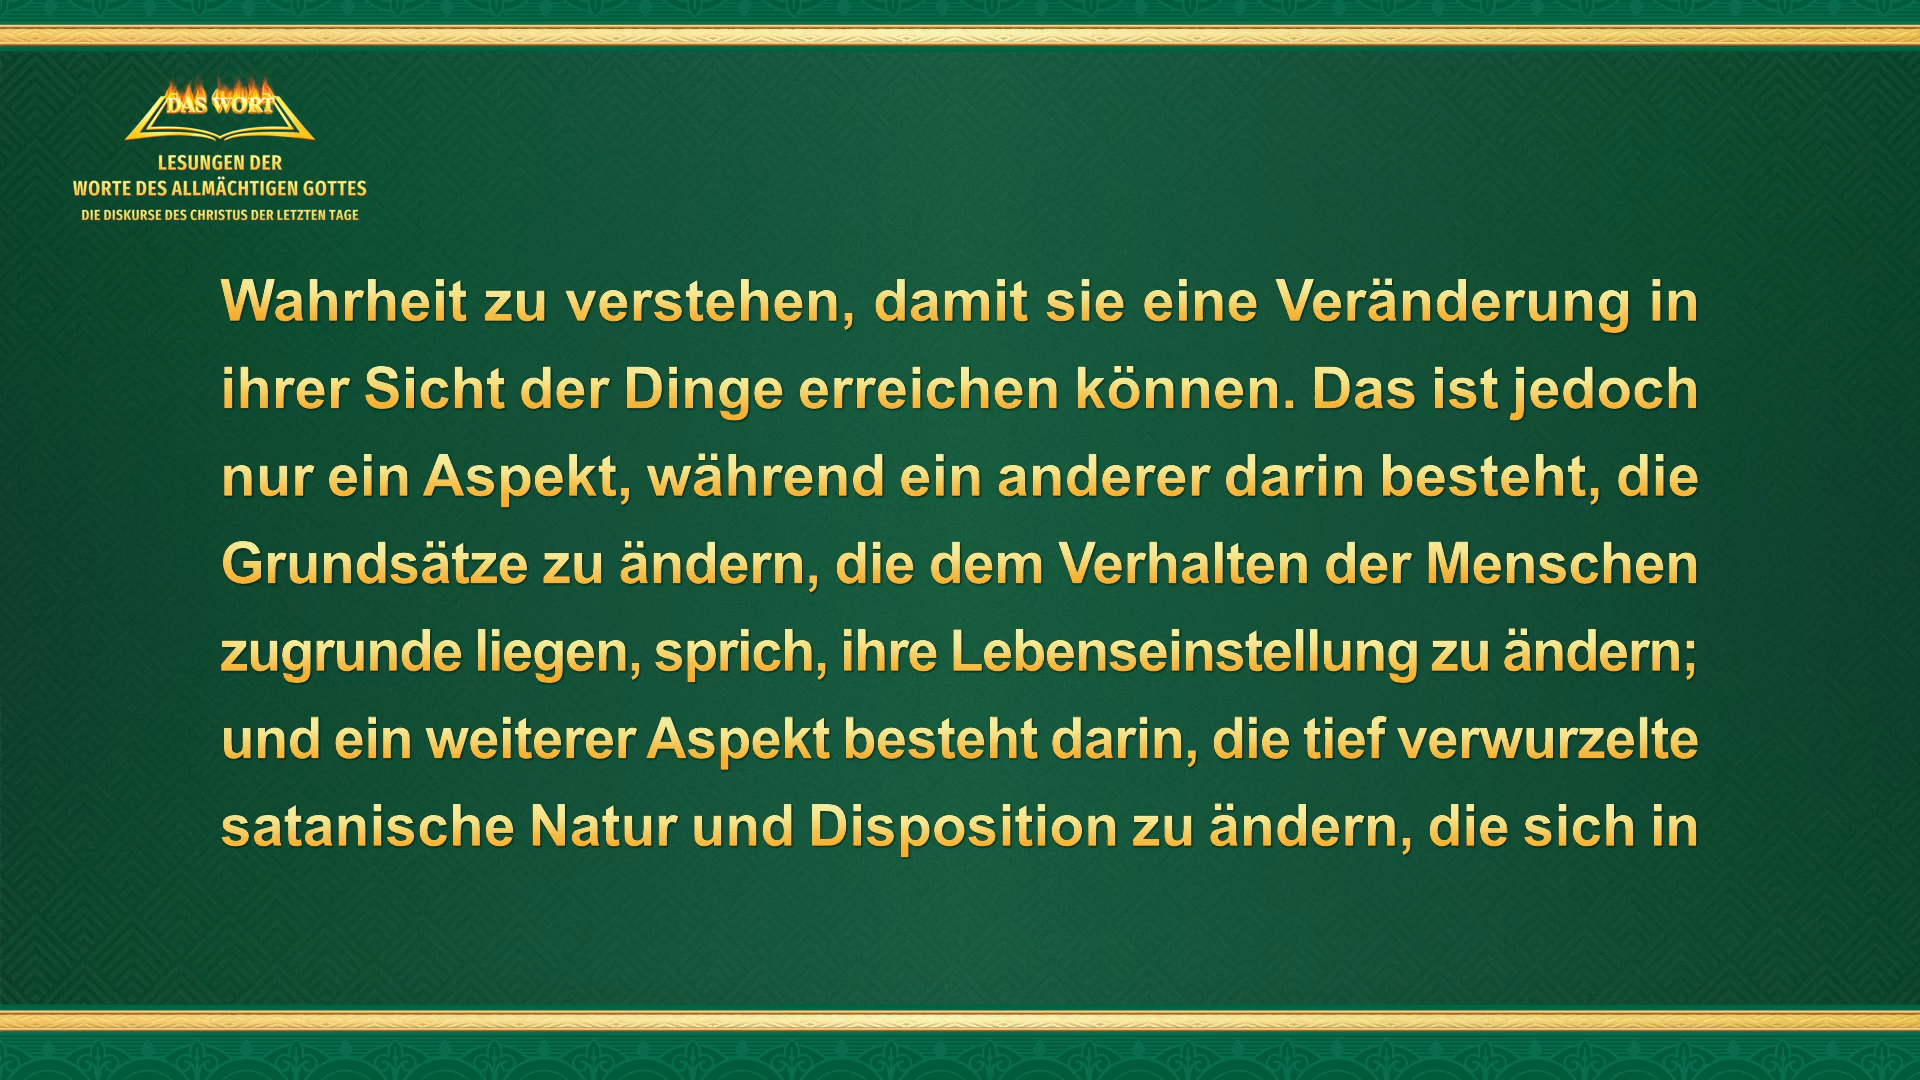 DAS WORT
LESUNGEN DER
WORTE DES ALLMÄCHTIGEN GOTTES
DIE DISKURSE DES CHRISTUS DER LETZTEN TAGE
Wahrheit zu verstehen, damit sie eine Veränderung in
ihrer Sicht der Dinge erreichen können. Das ist jedoch
nur ein Aspekt, während ein anderer darin besteht, die
Grundsätze zu ändern, die dem Verhalten der Menschen
zugrunde liegen, sprich, ihre Lebenseinstellung zu ändern;
und ein weiterer Aspekt besteht darin, die tief verwurzelte
satanische Natur und Disposition zu ändern, die sich in